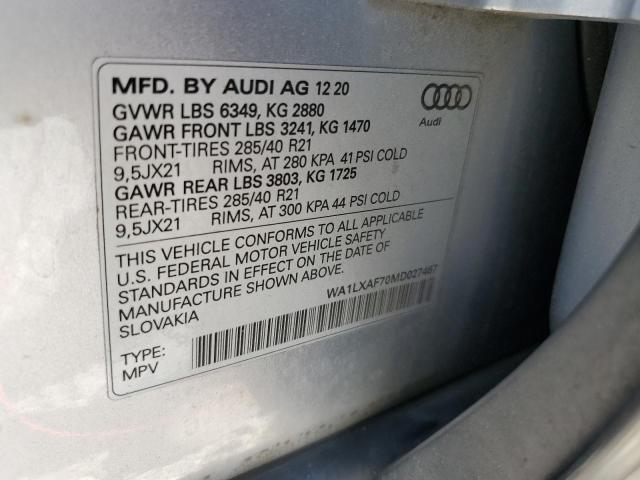 MFD. BY AUDI AG 12 20
GVWR LBS 6349, KG 2880
GAWR FRONT LBS 3241, KG 1470
FRONT-TIRES 285/40 R21
9,5JX21 RIMS, AT 280 KPA 41 PSI COLD
GAWR REAR LBS 3803, KG 1725
REAR-TIRES 285/40 R21
9,5JX21 RIMS, AT 300 KPA 44 PSI COLD
Audi
THIS VEHICLE CONFORMS TO ALL APPLICABLE
U.S. FEDERAL MOTOR VEHICLE SAFETY
STANDARDS IN EFFECT ON THE DATE OF
MANUFACTURE SHOWN ABOVE.
SLOVAKIA
WA1LXAF70MD027467
TYPE:
MPV